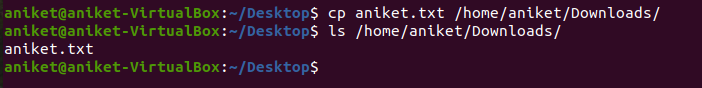 aniket@aniket-VirtualBox:~/Desktop$ cp aniket.txt /home/aniket/Downloads/
aniket@aniket-VirtualBox:~/Desktop$ ls /home/aniket/Downloads/
aniket.txt
aniket@aniket-VirtualBox:~/Desktop$